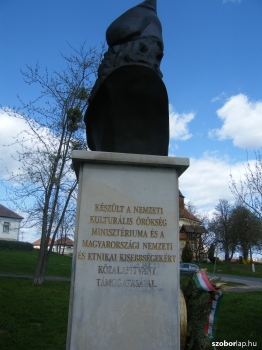 KÉSZÜLT A NEMZETI
KULTURÁLIS ÖRÖKSÉG
MINISZTÉRIUMA ÉS A
MAGYARORSZÁGI NEMZETI
ÉS ETNIKAI KISEBBSÉGEKÉRT
KÖZALAPÍTVÁNY
TÁMOGATÁSÁVAL
szoborlap.hu